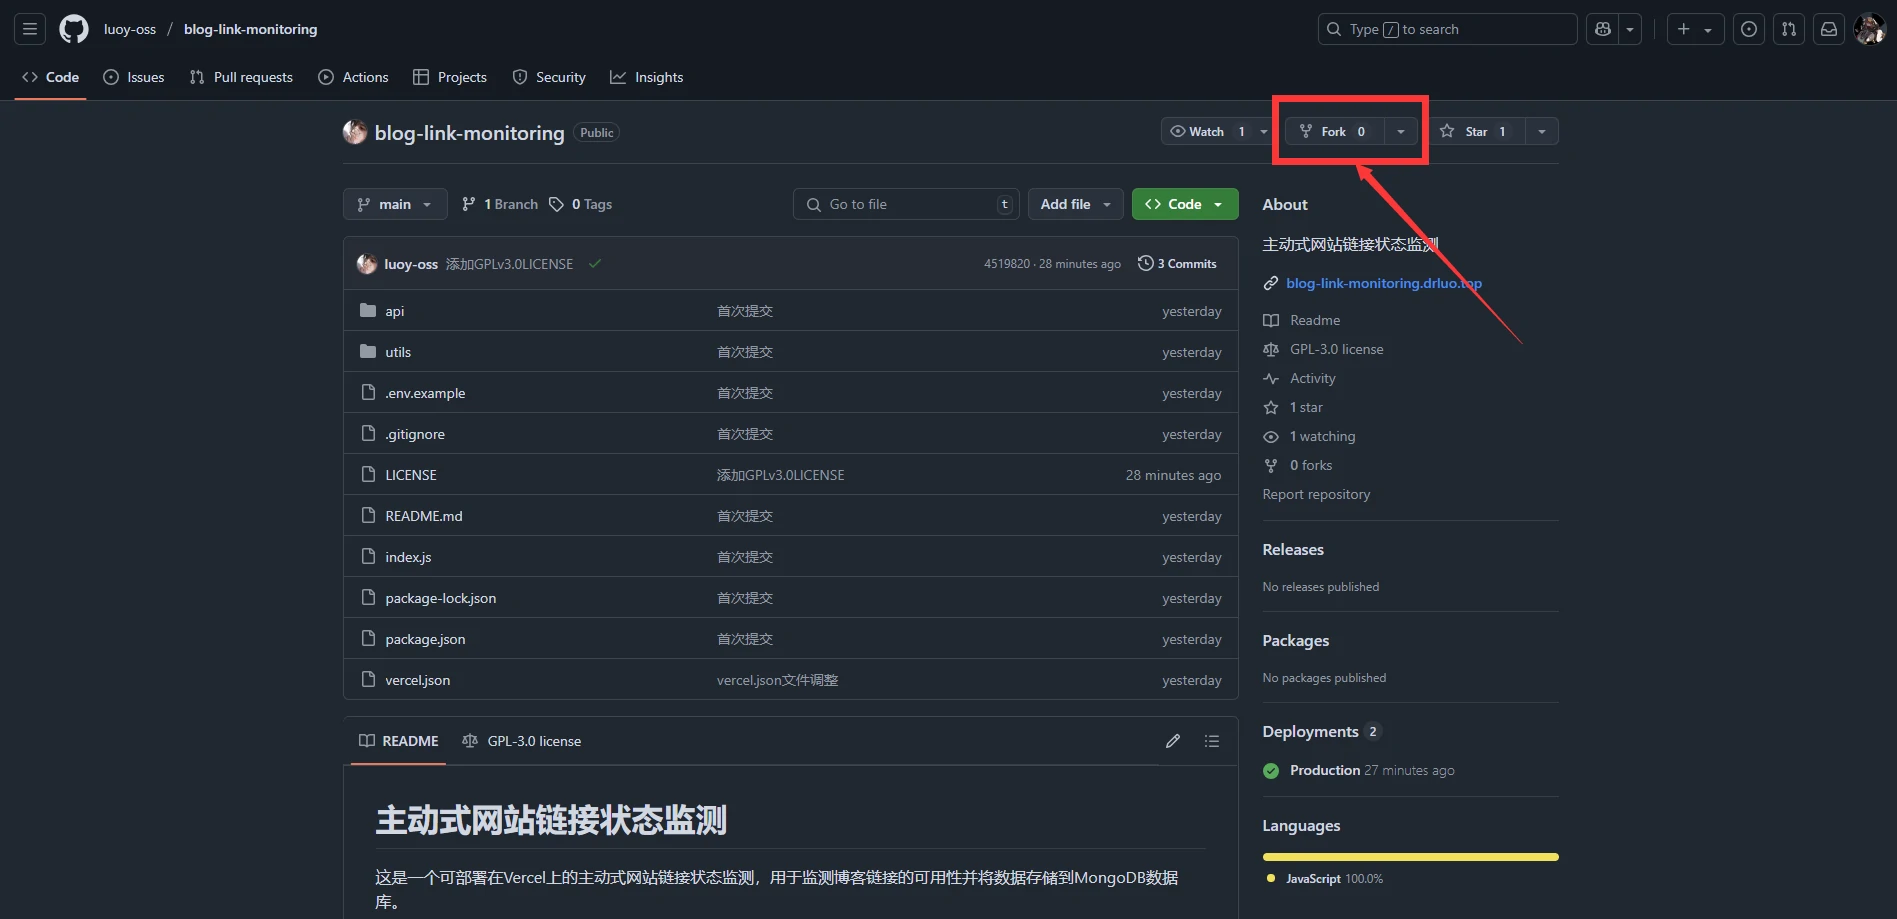 luoy-oss / blog-link-monitoring
Type / to search
Code Issues Pull requests Actions Projects Security Insights
blog-link-monitoring Public
Watch 1 Fork 0 Star 1
main 1 Branch 0 Tags
Go to file t Add file Code
luoy-oss 添加GPLv3.0LICENSE 4519820 · 28 minutes ago 3 Commits
api 首次提交 yesterday
utils 首次提交 yesterday
.env.example 首次提交 yesterday
.gitignore 首次提交 yesterday
LICENSE 添加GPLv3.0LICENSE 28 minutes ago
README.md 首次提交 yesterday
index.js 首次提交 yesterday
package-lock.json 首次提交 yesterday
package.json 首次提交 yesterday
vercel.json vercel.json文件调整 yesterday
README GPL-3.0 license
主动式网站链接状态监测
这是一个可部署在Vercel上的主动式网站链接状态监测，用于监测博客链接的可用性并将数据存储到MongoDB数据
库。
About
主动式网站链接状态监测
blog-link-monitoring.drluo.top
Readme
GPL-3.0 license
Activity
1 star
1 watching
0 forks
Report repository
Releases
No releases published
Packages
No packages published
Deployments 2
Production 27 minutes ago
Languages
JavaScript 100.0%